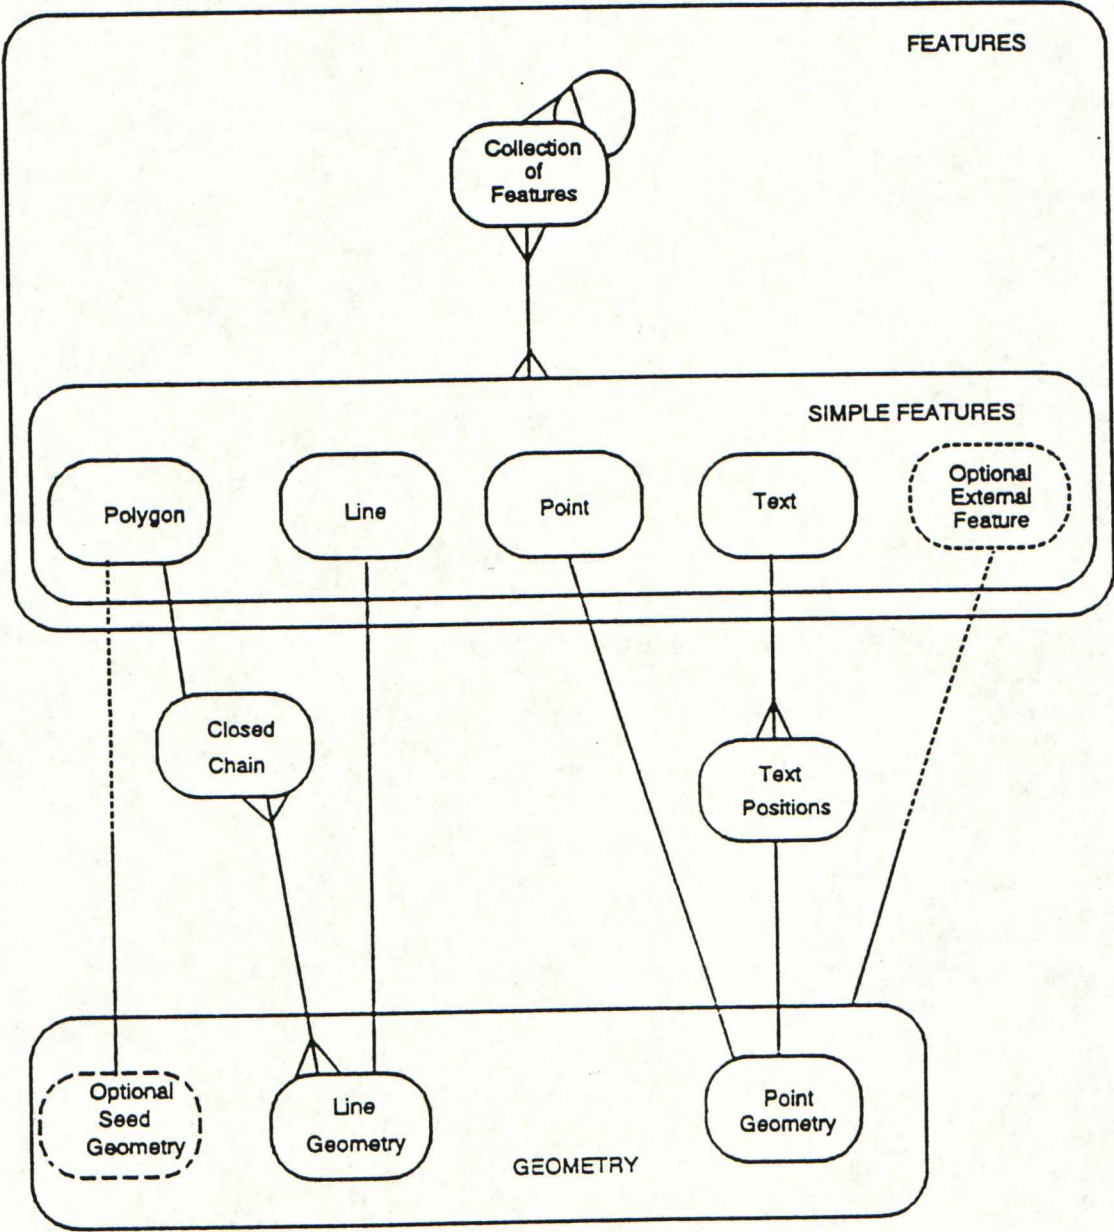 FEATURES
Collection
of
Features
SIMPLE FEATURES
Polygon
Line
Point
Text
Optional
External
Feature
Closed
Chain
Text
Positions
Optional
Seed
Geometry
Line
Geometry
Point
Geometry
GEOMETRY